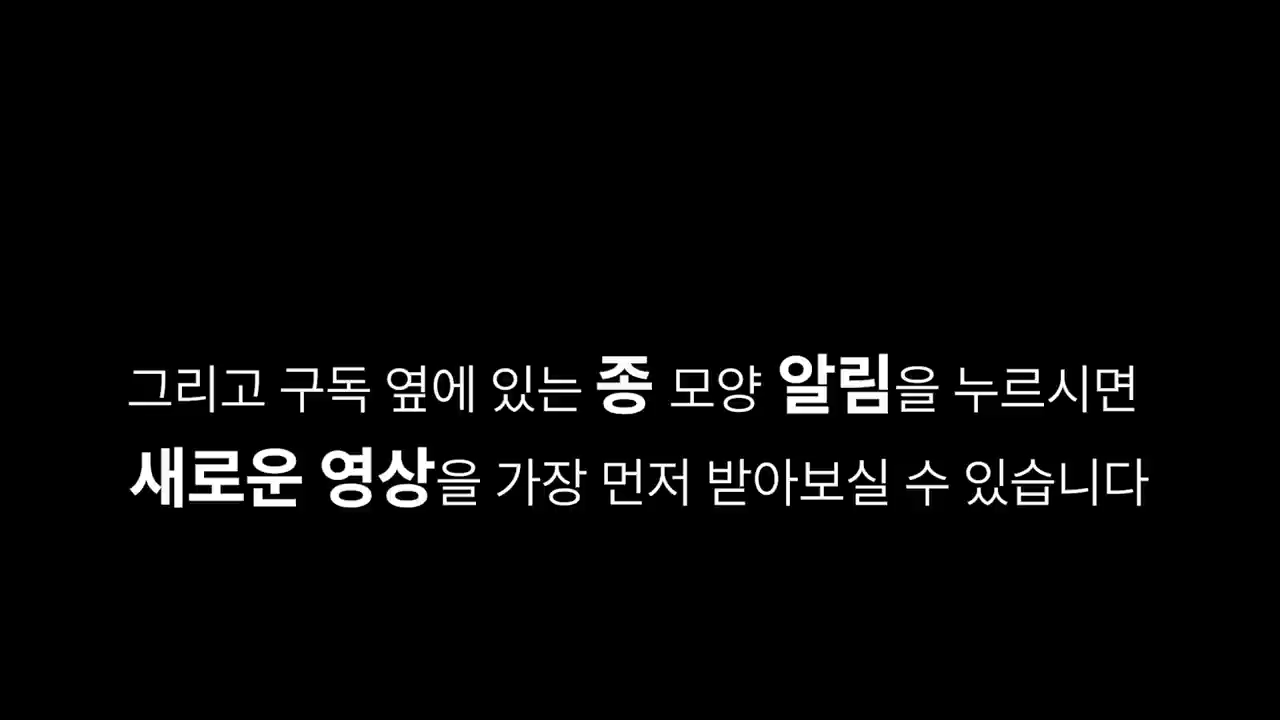 그리고 구독 옆에 있는 종 모양 알림을 누르시면
새로운 영상을 가장 먼저 받아보실 수 있습니다